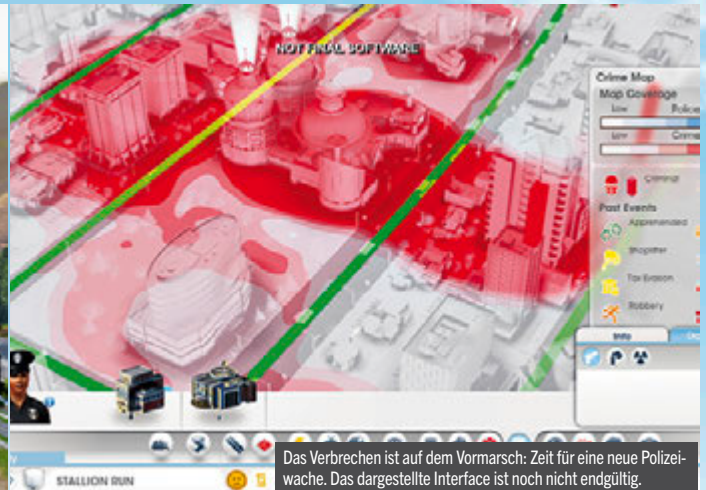 NOT FINAL SOFTWARE
Crime Map
Map Coverage
Low Police
Low Crime
Criminal
Past Events
Apprehended
Shoplifter
Tax Evasion
Robbery
Info
STALLION RUN
Das Verbrechen ist auf dem Vormarsch: Zeit für eine neue Polizei-
wache. Das dargestellte Interface ist noch nicht endgültig.